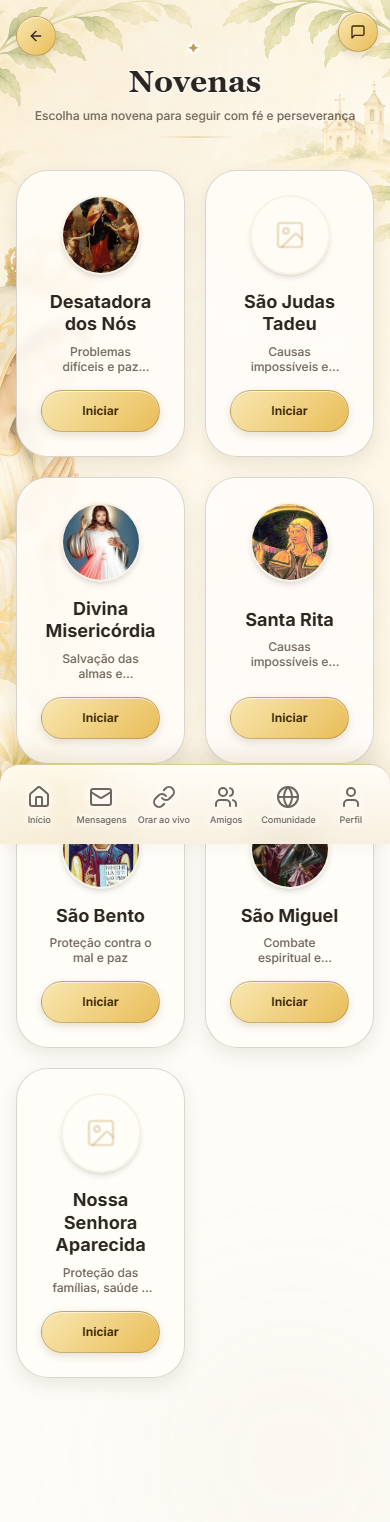 Novenas
Escolha uma novena para seguir com fé e perseverança
Desatadora
dos Nós
Problemas
difíceis e paz...
Iniciar
São Judas
Tadeu
Causas
impossíveis e...
Iniciar
Divina
Misericórdia
Salvação das
almas e...
Iniciar
Santa Rita
Causas
impossíveis e...
Iniciar
Início
Mensagens
Orar ao vivo
Amigos
Comunidade
Perfil
São Bento
Proteção contra o
mal e paz
Iniciar
São Miguel
Combate
espiritual e...
Iniciar
Nossa
Senhora
Aparecida
Proteção das
famílias, saúde ...
Iniciar